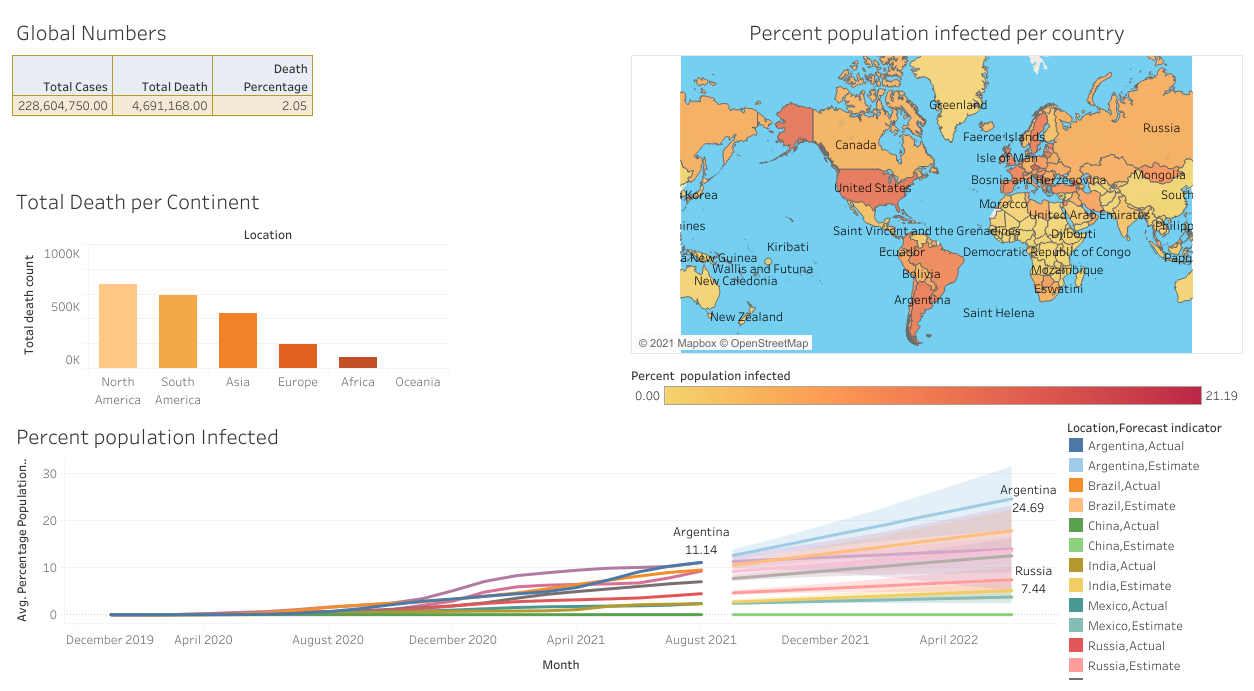 Global Numbers
Total Cases
Total Death
Death
Percentage
228,604,750.00
4,691,168.00
2.05
Total Death per Continent
Location
Total death count
1000K
500K
0K
North
America
South
America
Asia
Europe
Africa
Oceania
Percent population infected per country
Greenland
Faeroe Islands
Russia
Canada
Isle of Man
Bosnia and Herzegovina
Mongolia
United States
Korea
South
Morocco
United Arab Emirates
ines
Saint Vincent and the Grenadines
Djibouti
Philipp
Kiribati
Ecuador
Democratic Republic of Congo
a New Guinea
Papu
Wallis and Futuna
Bolivia
Mozambique
New Caledonia
Eswatini
Argentina
New Zealand
Saint Helena
© 2021 Mapbox © OpenStreetMap
Percent population infected
0.00
21.19
Percent population Infected
Avg. Percentage Population..
30
20
10
0
Argentina
11.14
Argentina
24.69
Russia
7.44
December 2019
April 2020
August 2020
December 2020
April 2021
August 2021
December 2021
April 2022
Month
Location,Forecast indicator
Argentina,Actual
Argentina,Estimate
Brazil,Actual
Brazil,Estimate
China,Actual
China,Estimate
India,Actual
India,Estimate
Mexico,Actual
Mexico,Estimate
Russia,Actual
Russia,Estimate